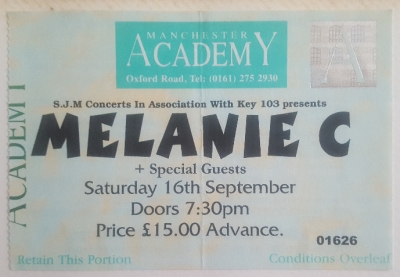 MANCHESTER
ACADEMY
Oxford Road, Tel: (0161) 275 2930
A
S.J.M Concerts In Association With Key 103 presents
MELANIE C
+ Special Guests
Saturday 16th September
Doors 7:30pm
Price £15.00 Advance.
01626
Retain This Portion
Conditions Overleaf
ACADEMY